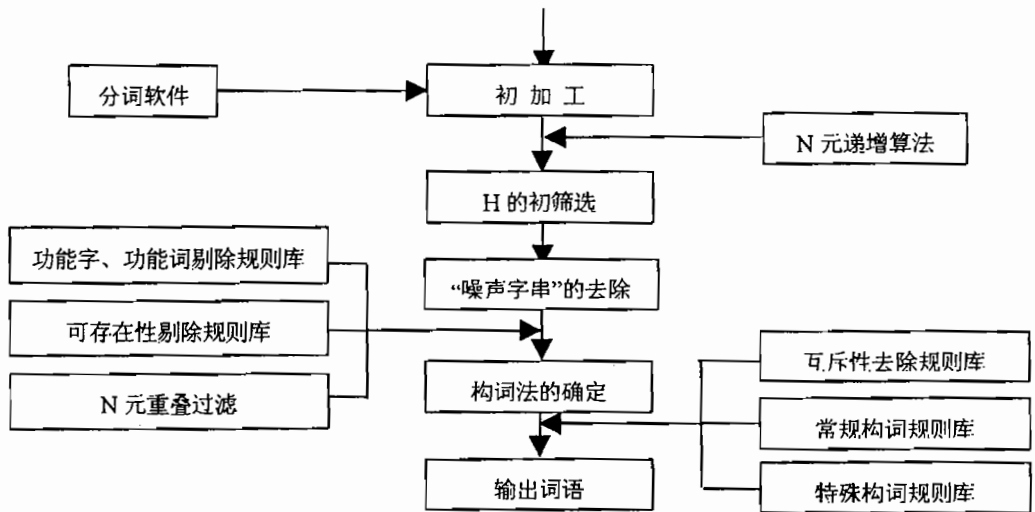 分词软件
初 加 工
N 元递增算法
H 的初筛选
功能字、功能词剔除规则库
“噪声字串”的去除
可存在性剔除规则库
互斥性去除规则库
N 元重叠过滤
构词法的确定
常规构词规则库
输出词语
特殊构词规则库